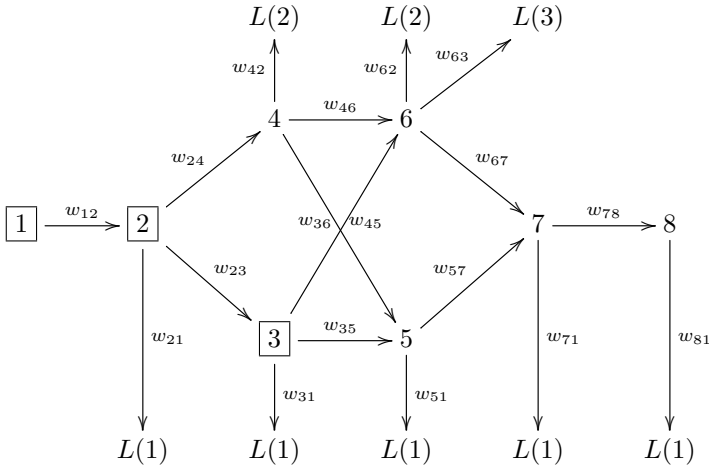 L(2) L(2) L(3)
w₄₂ w₆₂ w₆₃
4 w₄₆ 6
w₂₄ w₆₇
1 w₁₂ 2 w₃₆ w₄₅ 7 w₇₈ 8
w₂₃ w₅₇
w₂₁ 3 w₃₅ 5 w₇₁ w₈₁
w₃₁ w₅₁
L(1) L(1) L(1) L(1) L(1)